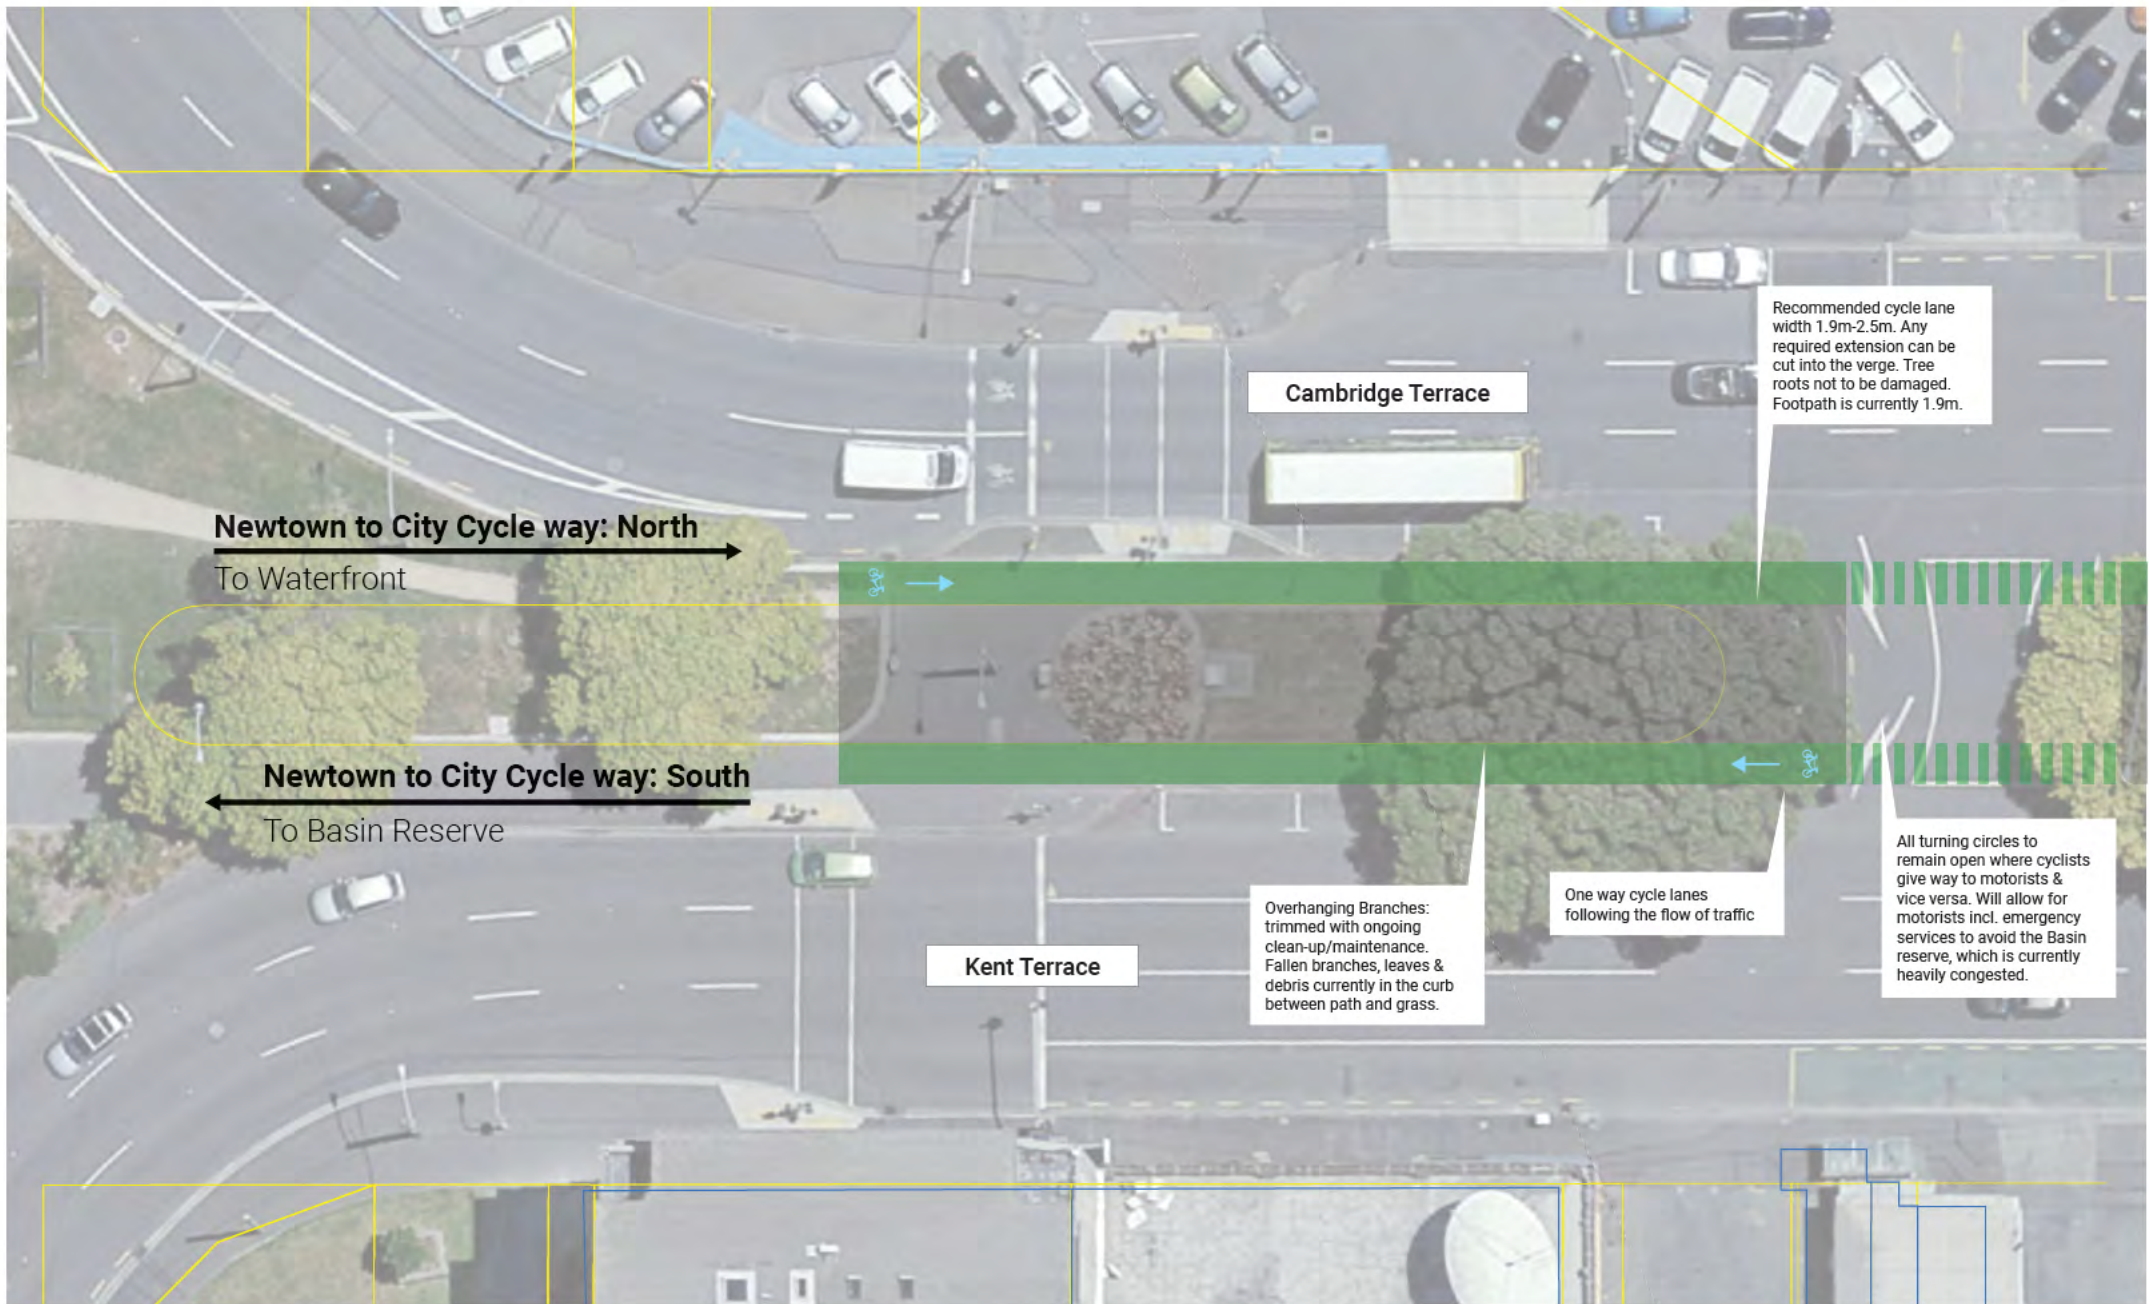 Recommended cycle lane
width 1.9m-2.5m. Any
required extension can be
cut into the verge. Tree
roots not to be damaged.
Footpath is currently 1.9m.
Cambridge Terrace
Newtown to City Cycle way: North
To Waterfront
Newtown to City Cycle way: South
To Basin Reserve
All turning circles to
remain open where cyclists
give way to motorists &
vice versa. Will allow for
motorists incl. emergency
services to avoid the Basin
reserve, which is currently
heavily congested.
One way cycle lanes
following the flow of traffic
Overhanging Branches:
trimmed with ongoing
clean-up/maintenance.
Fallen branches, leaves &
debris currently in the curb
between path and grass.
Kent Terrace